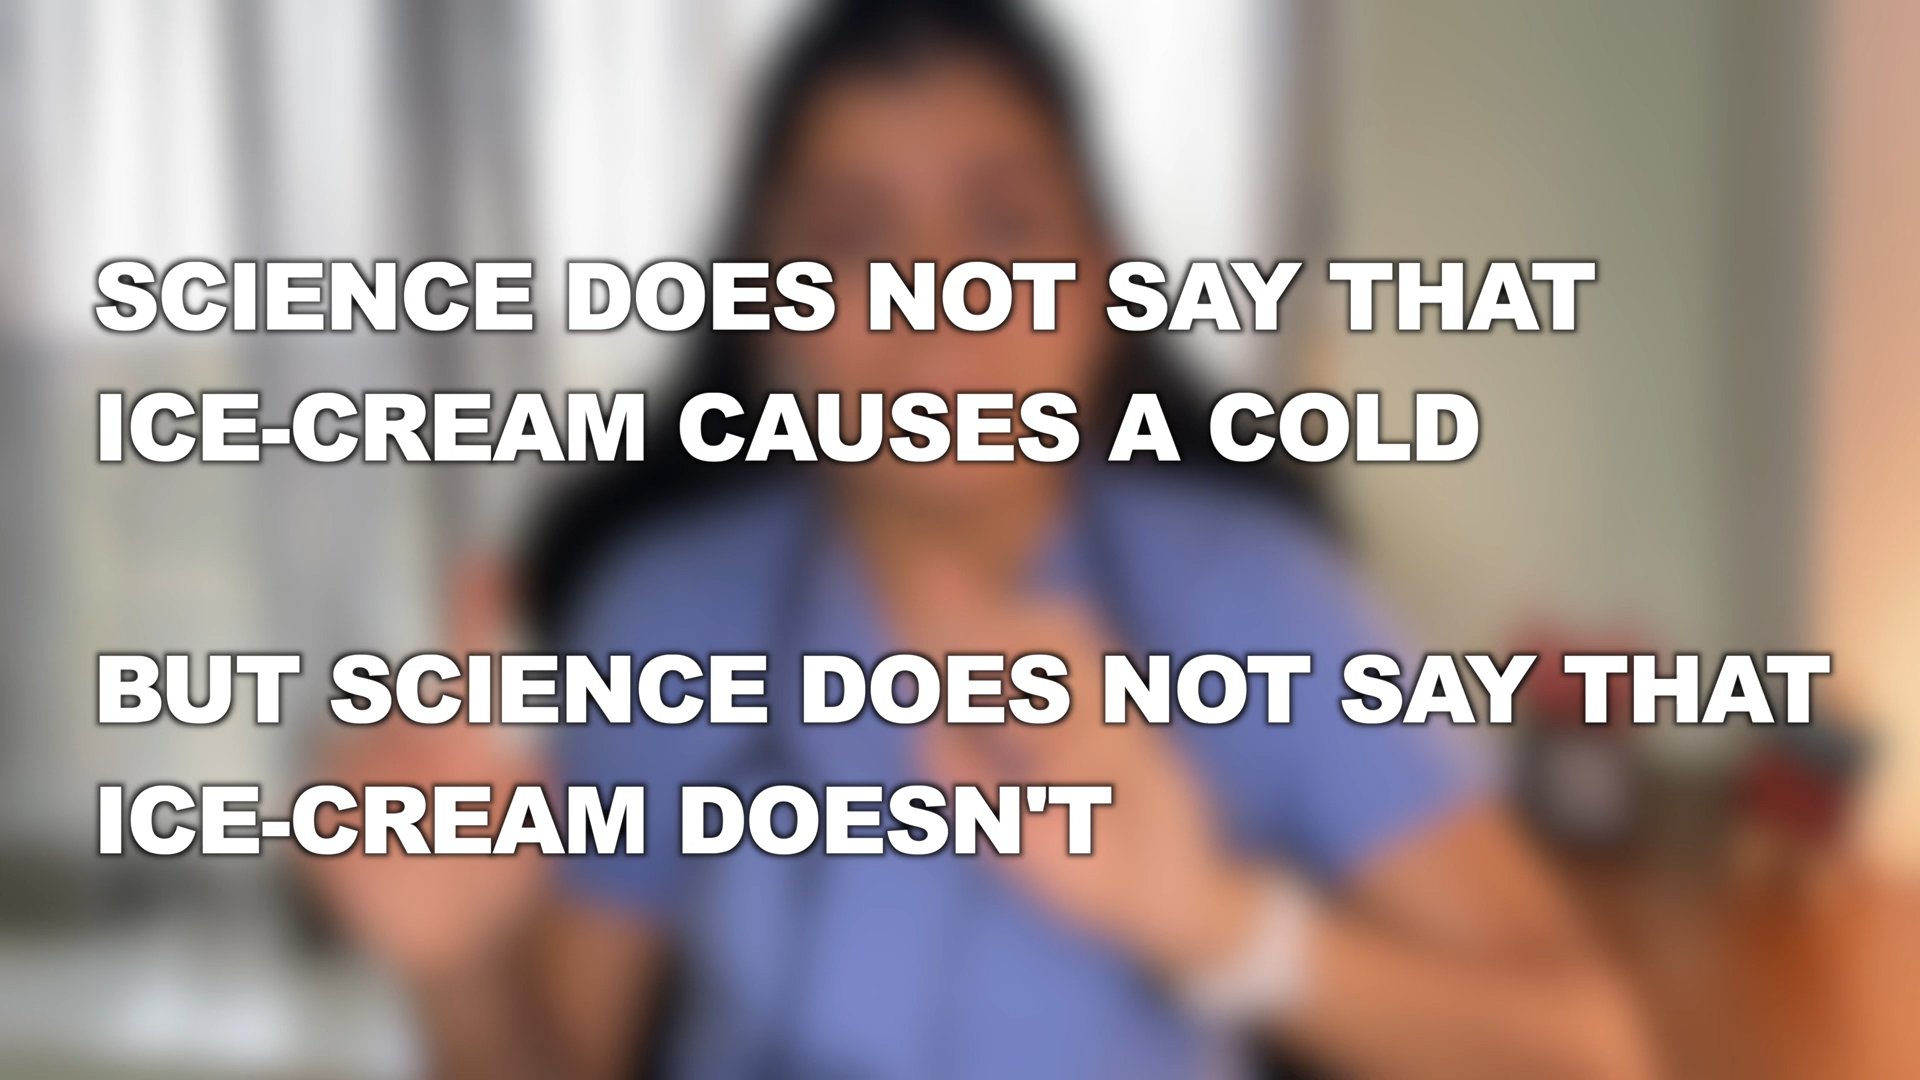 SCIENCE DOES NOT SAY THAT
ICE-CREAM CAUSES A COLD
BUT SCIENCE DOES NOT SAY THAT
ICE-CREAM DOESN'T